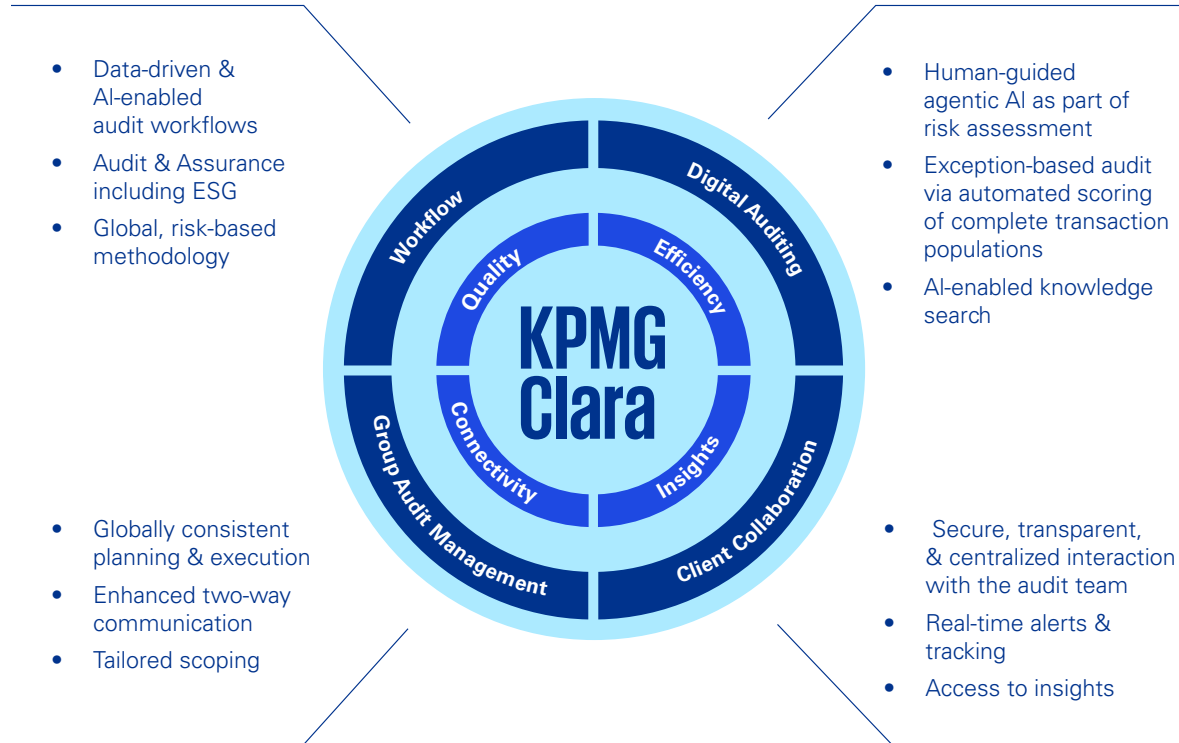 • Data-driven &
AI-enabled
audit workflows
• Audit & Assurance
including ESG
• Global, risk-based
methodology
• Human-guided
agentic AI as part of
risk assessment
• Exception-based audit
via automated scoring
of complete transaction
populations
• AI-enabled knowledge
search
Workflow
Digital Auditing
Quality
Efficiency
KPMG
Clara
Connectivity
Insights
Group Audit Management
Client Collaboration
• Globally consistent
planning & execution
• Enhanced two-way
communication
• Tailored scoping
• Secure, transparent,
& centralized interaction
with the audit team
• Real-time alerts &
tracking
• Access to insights